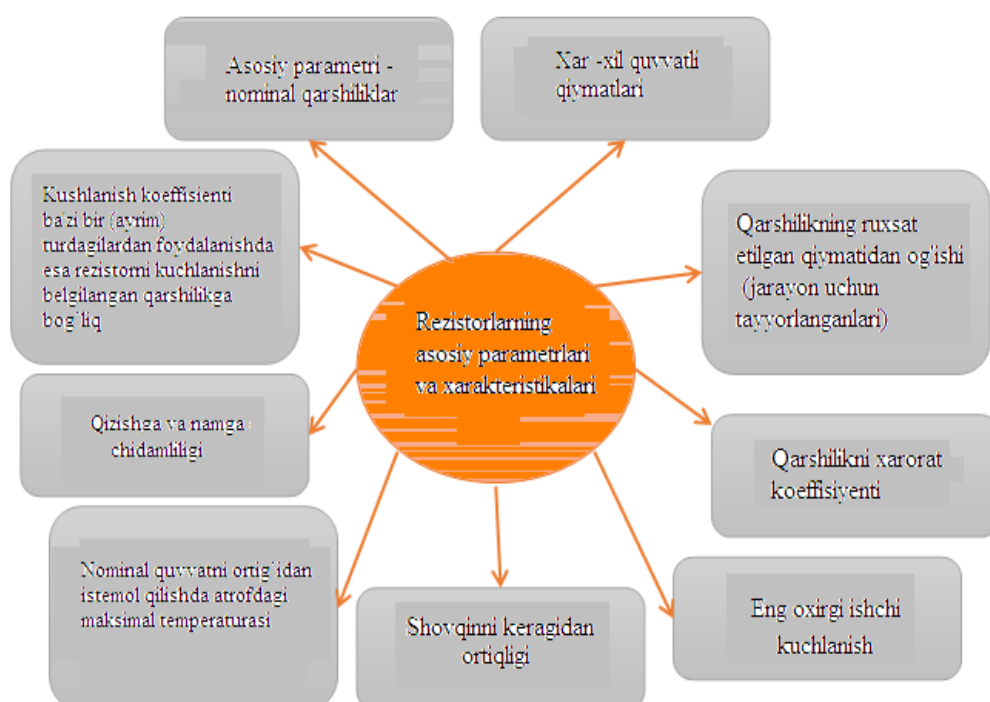 Asosiy parametri -
nominal qarshiliklar
Xar -xil quvvatli
qiymatlari
Kushlanish koeffisienti
ba'zi bir (ayrim)
turdagilardan foydalanishda
esa rezistorni kuchlanishni
belgilangan qarshilikga
bog`liq
Qarshilikning ruxsat
etilgan qiymatidan og'ishi
(jarayon uchun
tayyorlanganlari)
Rezistorlarning
asosiy parametrlari
va xarakteristikalari
Qizishga va namga
chidamliligi
Qarshilikni xarorat
koeffisiyenti
Nominal quvvatni ortig`idan
istemol qilishda atrofdagi
maksimal temperaturasi
Shovqinni keragidan
ortiqligi
Eng oxirgi ishchi
kuchlanish